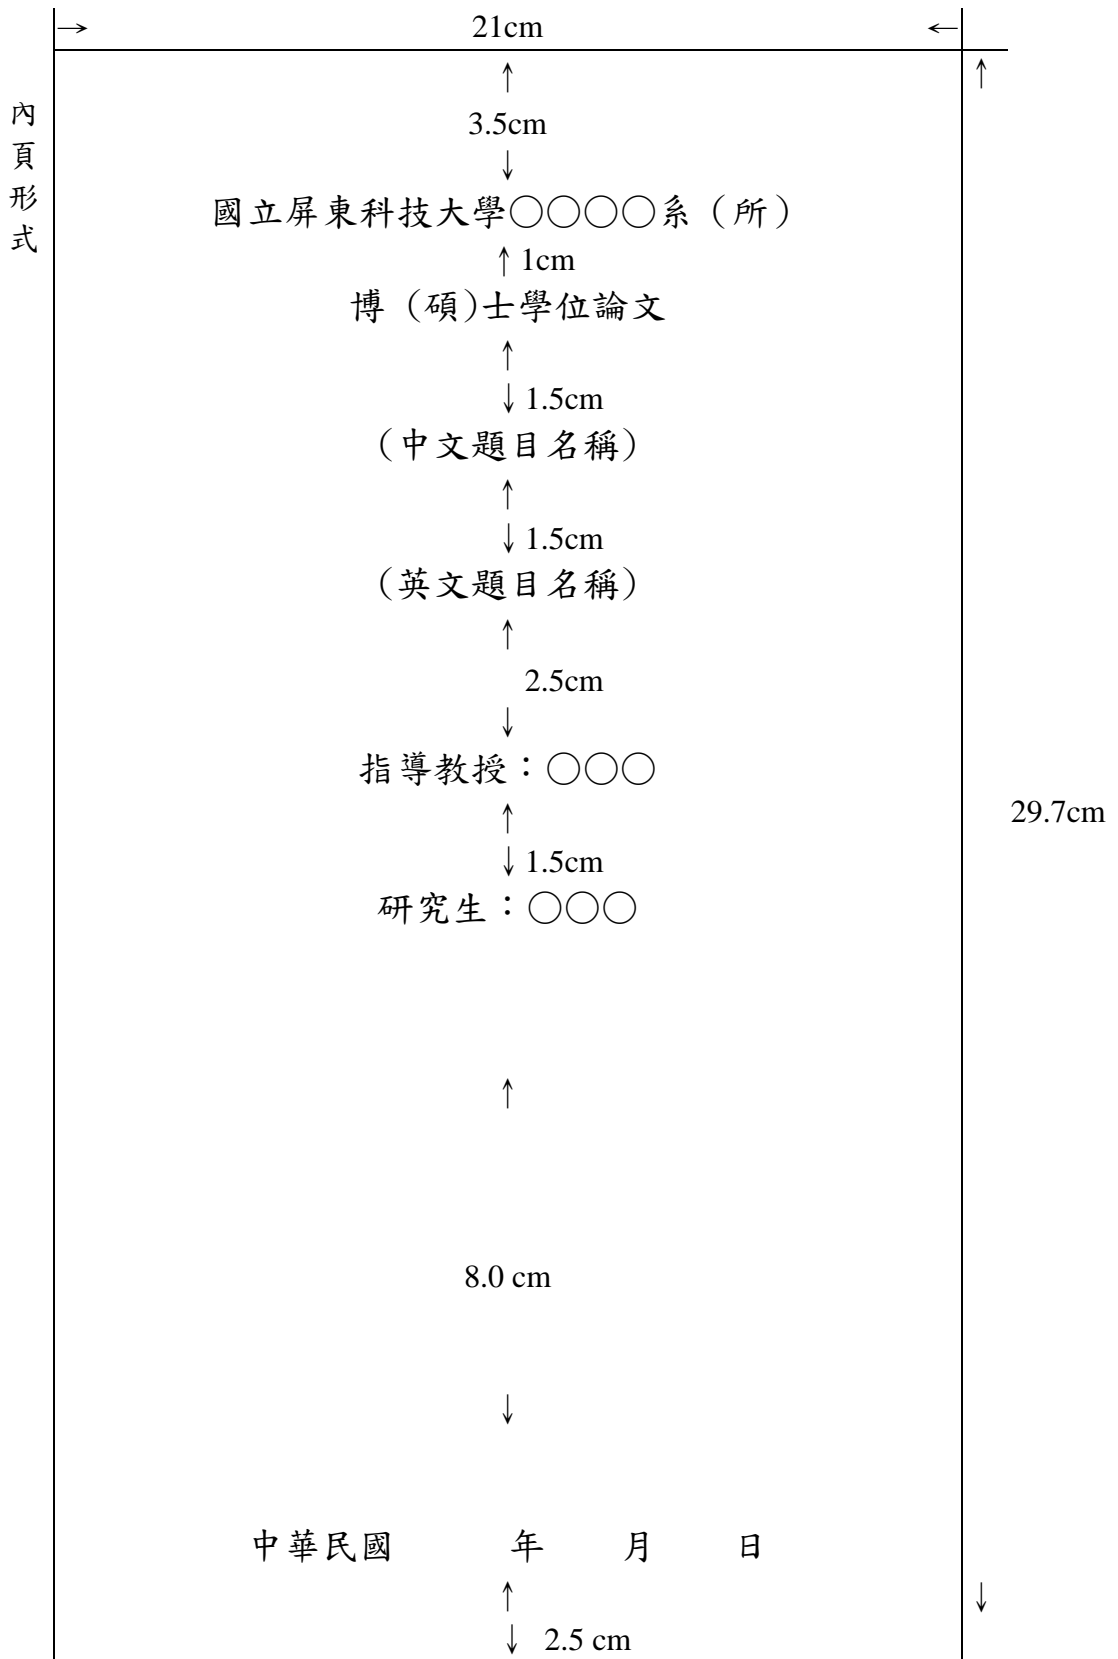 → 21cm ←
↑ ↑
內頁形式
3.5cm
↓
國立屏東科技大學○○○○系（所）
↑ 1cm
博（碩）士學位論文
↑
↓ 1.5cm
（中文題目名稱）
↑
↓ 1.5cm
（英文題目名稱）
↑
2.5cm
↓
指導教授：○○○
↑
29.7cm
↓ 1.5cm
研究生：○○○
↑
8.0 cm
↓
中華民國 年 月 日
↑ ↓
↓ 2.5 cm